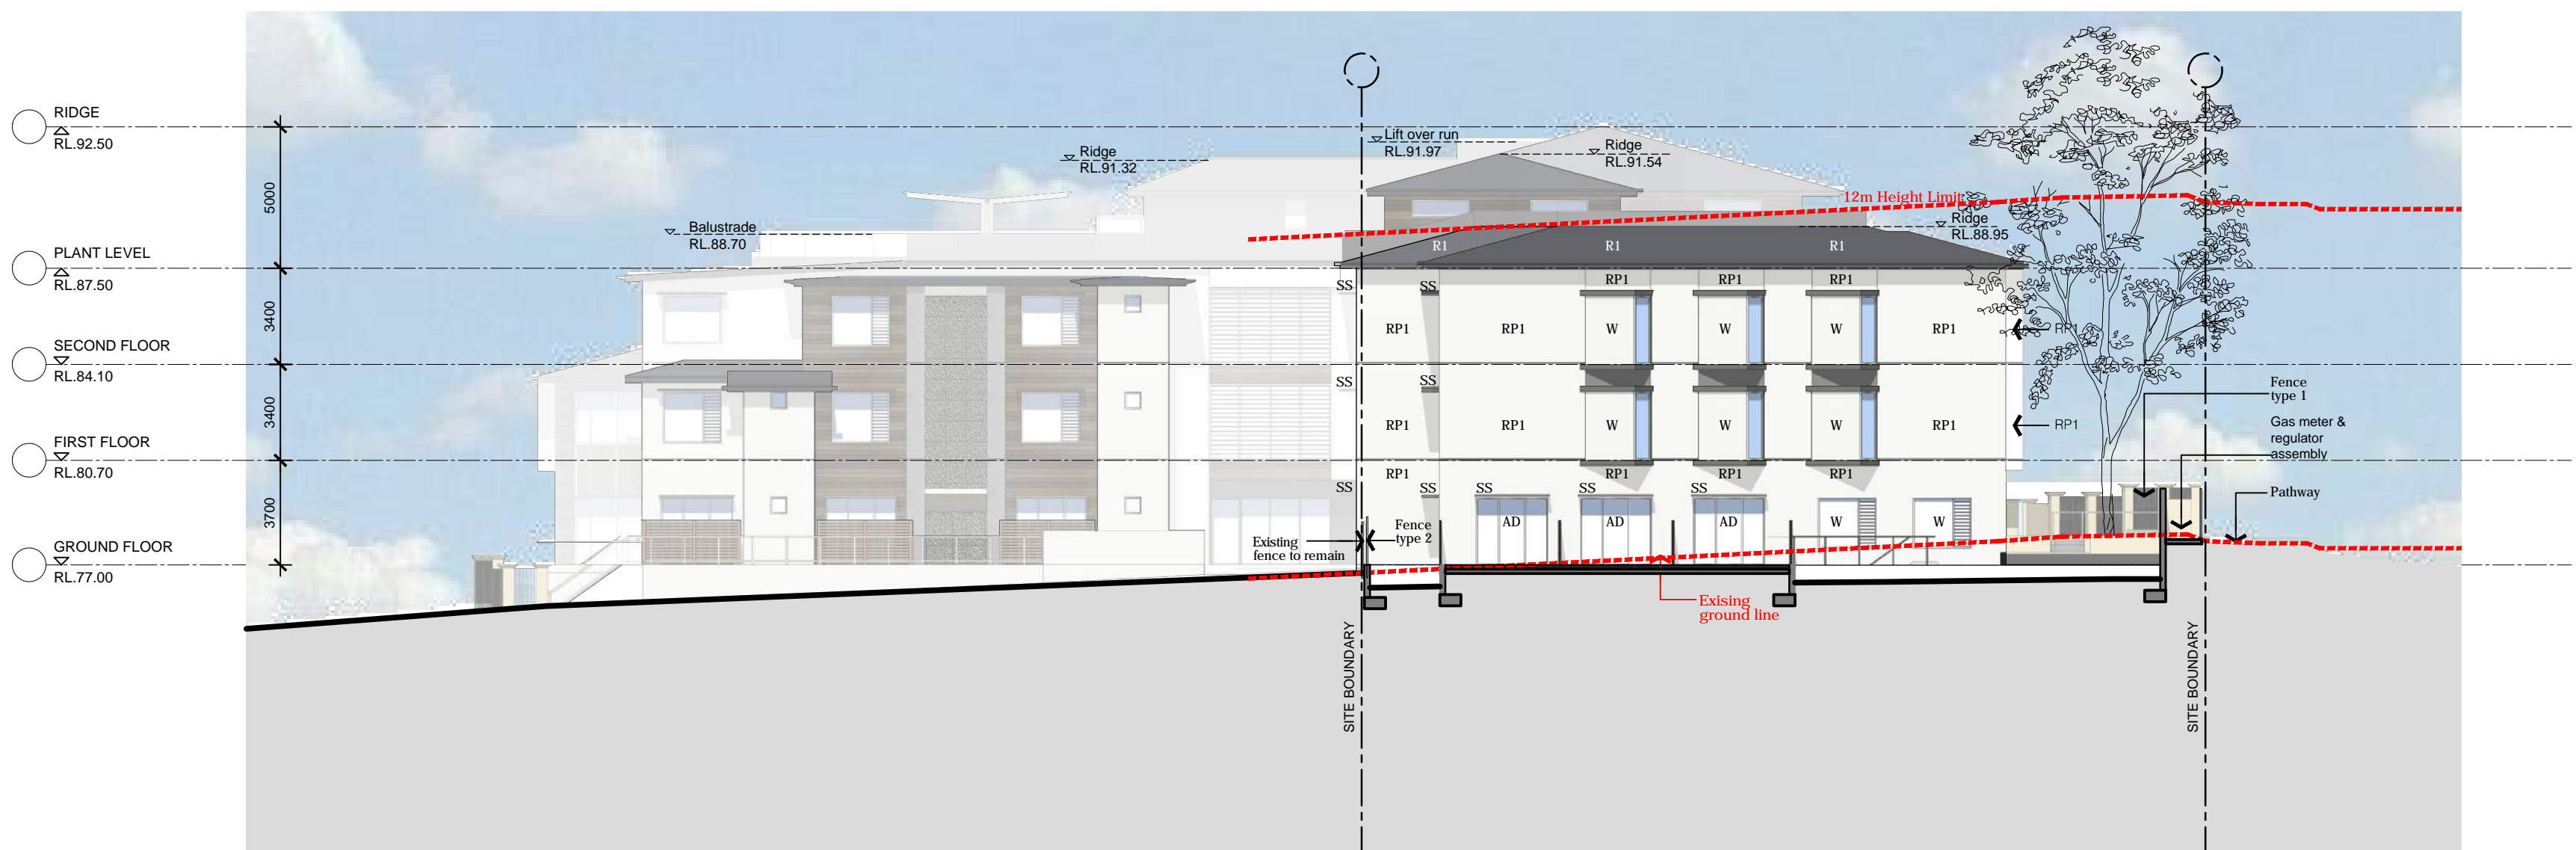 RIDGE
RL.92.50
PLANT LEVEL
RL.87.50
SECOND FLOOR
RL.84.10
FIRST FLOOR
RL.80.70
GROUND FLOOR
RL.77.00
5000
3400
3400
3700
Balustrade
RL.88.70
Ridge
RL.91.32
Lift over run
RL.91.97
Ridge
RL.91.54
12m Height Limit
Ridge
RL.88.95
R1 R1 R1
SS SS RP1 RP1 RP1
RP1 RP1 W W W RP1 RP1
SS SS
RP1 RP1 W W W RP1 RP1
RP1 RP1 RP1 RP1
SS SS SS SS SS
AD AD AD W W
Existing
fence to remain
Fence
type 2
Fence
type 1
Gas meter &
regulator
assembly
Pathway
Exising
ground line
SITE BOUNDARY
SITE BOUNDARY